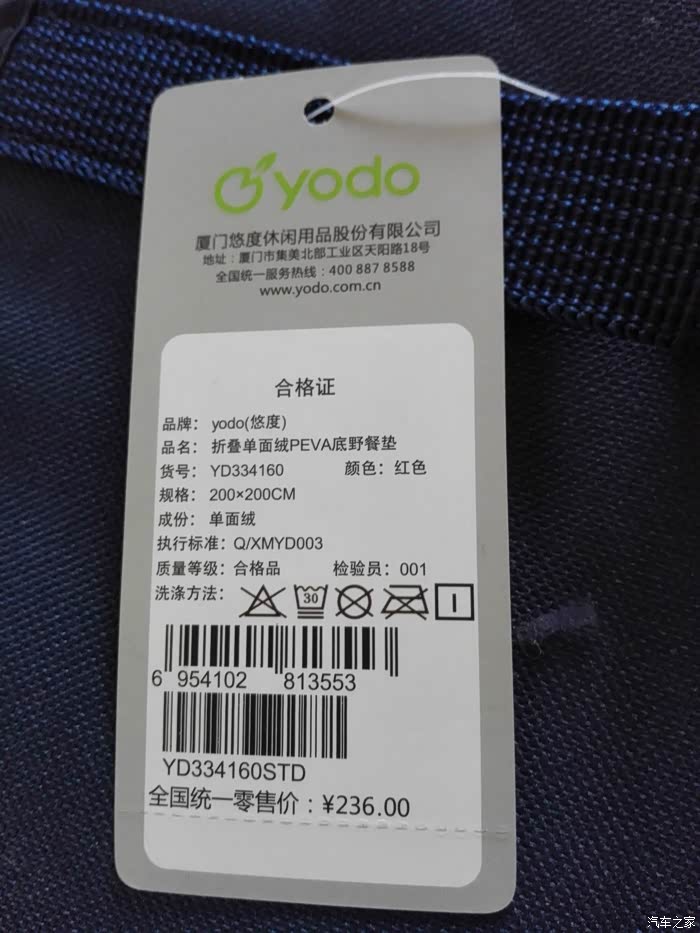 yodo
厦门悠度休闲用品股份有限公司
地址：厦门市集美北部工业区天阳路18号
全国统一服务热线：400 887 8588
www.yodo.com.cn
合格证
品牌： yodo(悠度)
品名： 折叠单面绒PEVA底野餐垫
货号： YD334160 颜色：红色
规格： 200×200CM
成份： 单面绒
执行标准：Q/XMYD003
质量等级：合格品 检验员：001
洗涤方法： 30
6 954102 813553
YD334160STD
全国统一零售价：¥236.00
汽车之家